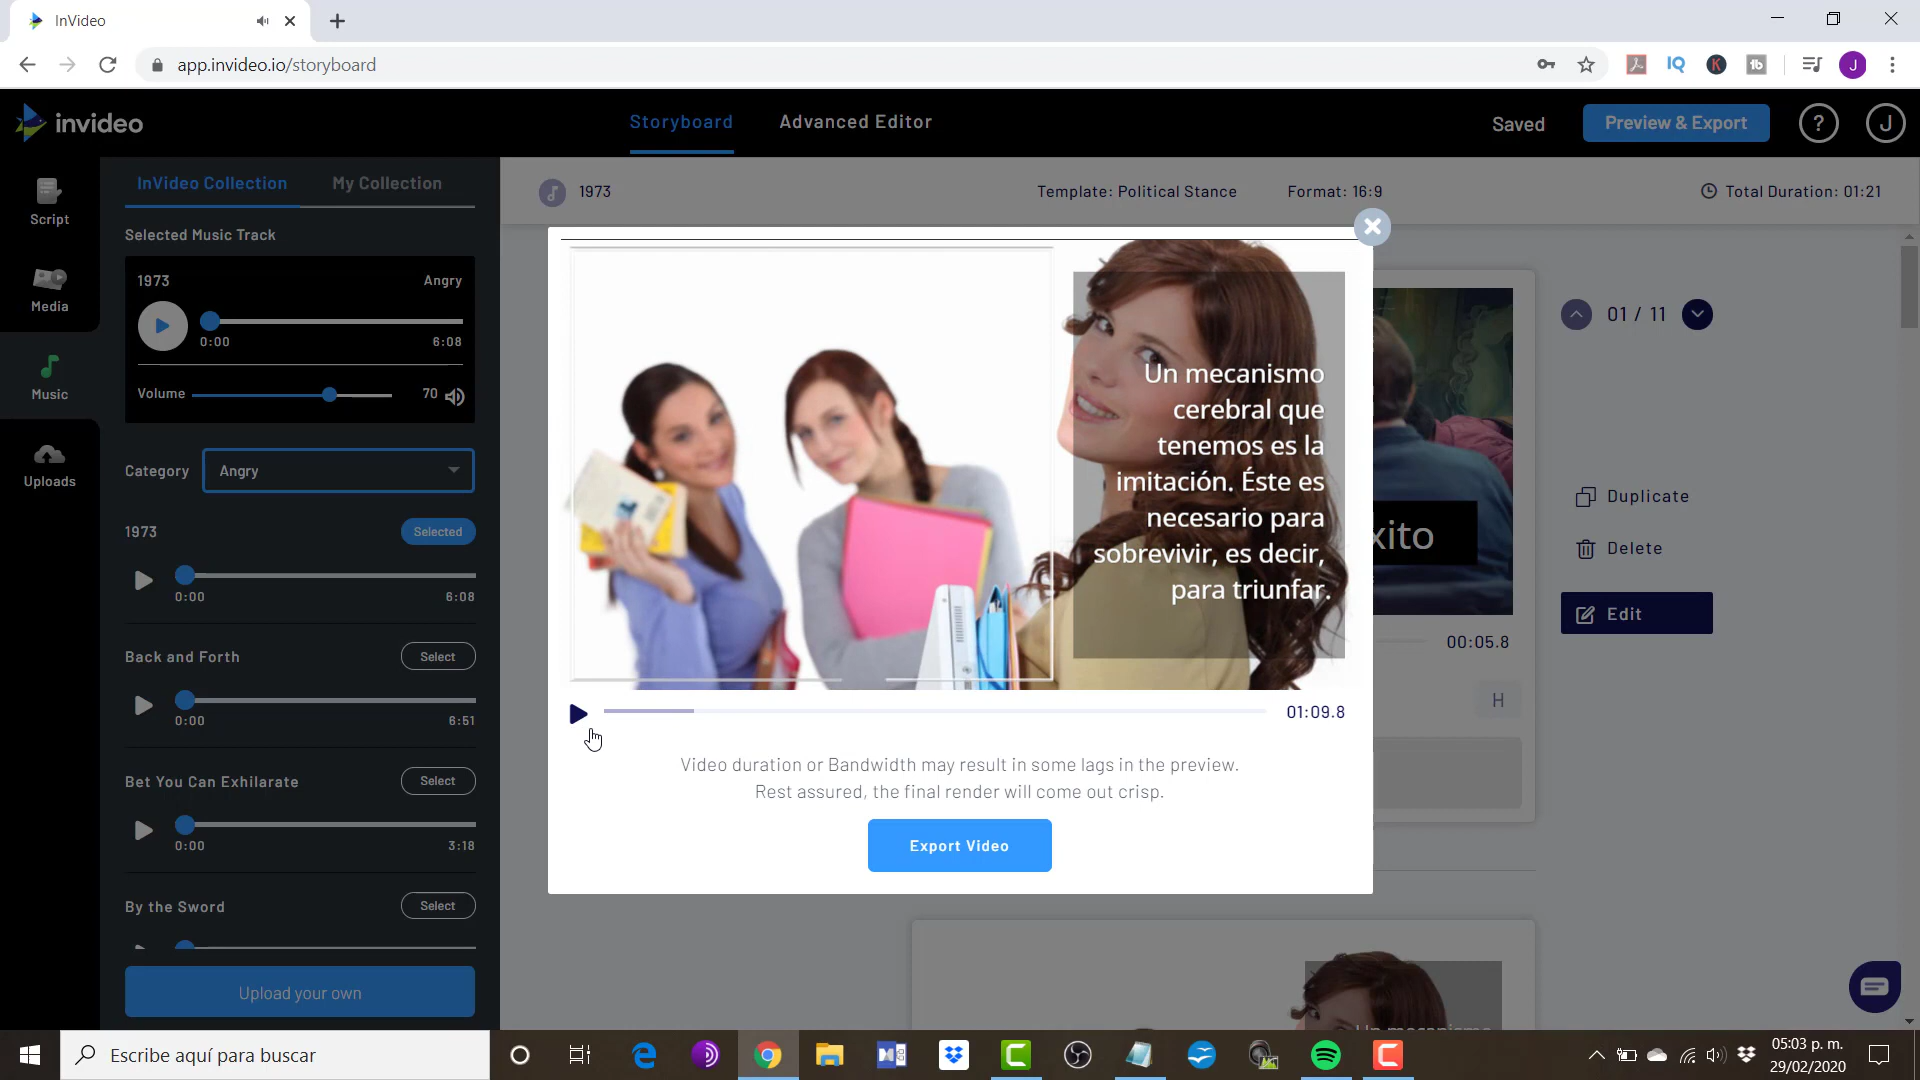 InVideo
app.invideo.io/storyboard
IQ
K
tb
J
invideo
Storyboard
Advanced Editor
Saved
Preview & Export
?
J
Script
Media
Music
Uploads
InVideo Collection
My Collection
Selected Music Track
1973
Angry
0:00
6:08
Volume
70
Category
Angry
1973
Selected
0:00
6:08
Back and Forth
Select
0:00
6:51
Bet You Can Exhilarate
Select
0:00
3:18
By the Sword
Select
Upload your own
1973
Template: Political Stance
Format: 16:9
Total Duration: 01:21
Un mecanismo
cerebral que
tenemos es la
imitación. Éste es
necesario para
sobrevivir, es decir,
para triunfar.
01:09.8
Video duration or Bandwidth may result in some lags in the preview.
Rest assured, the final render will come out crisp.
Export Video
xito
01 / 11
Duplicate
Delete
Edit
00:05.8
H
Un mecanismo
Escribe aquí para buscar
05:03 p. m.
29/02/2020